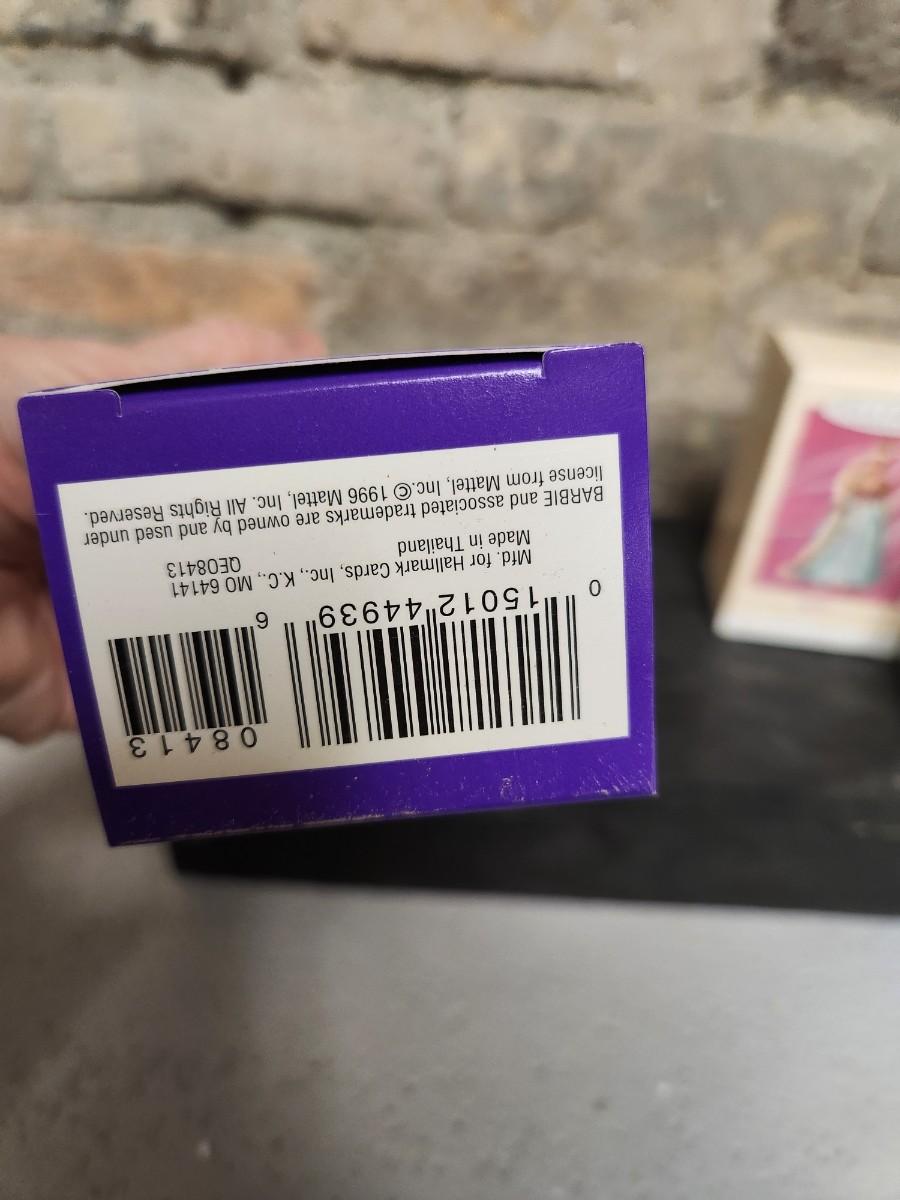 08413
0 15012 44939 6
Mfd. for Hallmark Cards, Inc., K.C., MO 64141
Made in Thailand QEO8413
BARBIE and associated trademarks are owned by and used under
license from Mattel, Inc. © 1996 Mattel, Inc. All Rights Reserved.